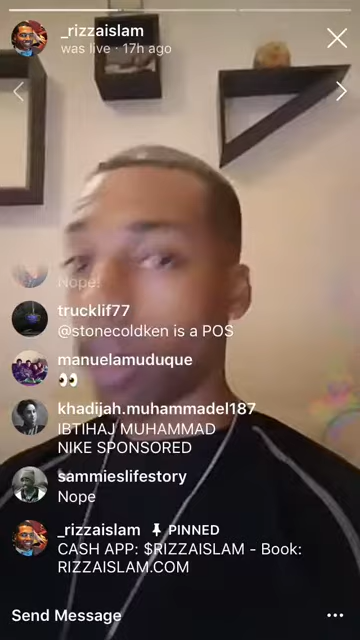 _rizzaislam
was live · 17h ago
Nope!
trucklif77
@stonecoldken is a POS
manuelamuduque
👀
khadijah.muhammadel187
IBTIHAJ MUHAMMAD
NIKE SPONSORED
sammieslifestory
Nope
_rizzaislam PINNED
CASH APP: $RIZZAISLAM - Book:
RIZZAISLAM.COM
Send Message